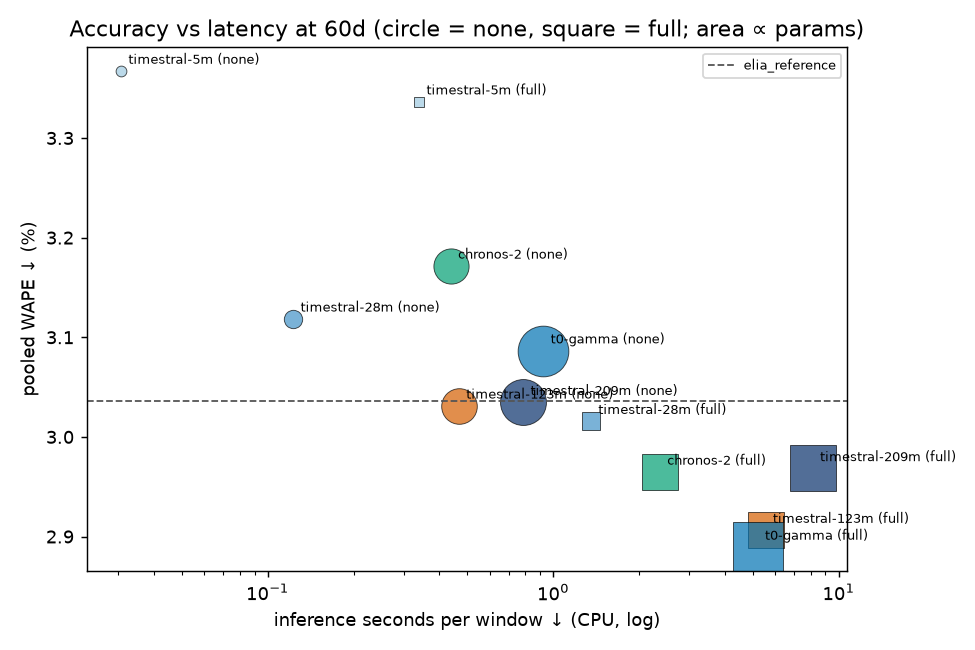 Accuracy vs latency at 60d (circle = none, square = full; area ∝ params)
elia_reference
timestral-5m (none)
timestral-5m (full)
3.3
3.2
chronos-2 (none)
timestral-28m (none)
3.1
t0-gamma (none)
timestral-209m (none)
timestral-123m (none)
timestral-28m (full)
3.0
chronos-2 (full)
timestral-209m (full)
timestral-123m (full)
t0-gamma (full)
2.9
pooled WAPE ↓ (%)
10⁻¹ 10⁰ 10¹
inference seconds per window ↓ (CPU, log)